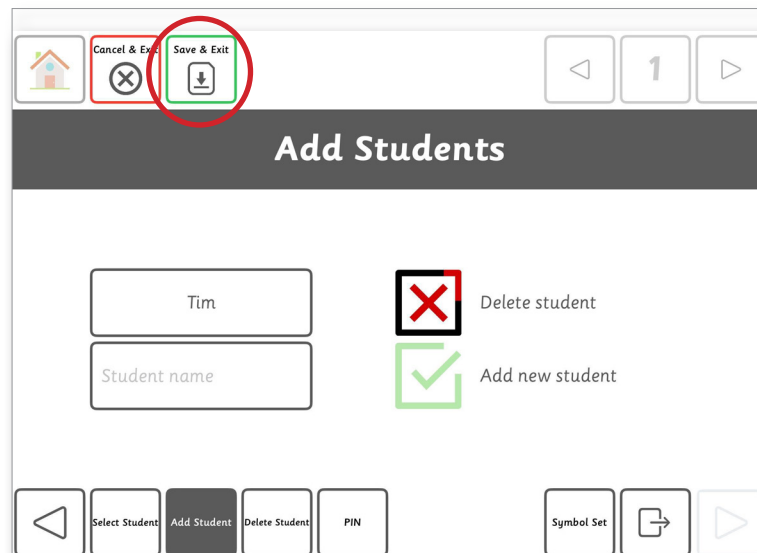 Cancel & Exit
Save & Exit
1
Add Students
Tim
Delete student
Student name
Add new student
Select Student
Add Student
Delete Student
PIN
Symbol Set